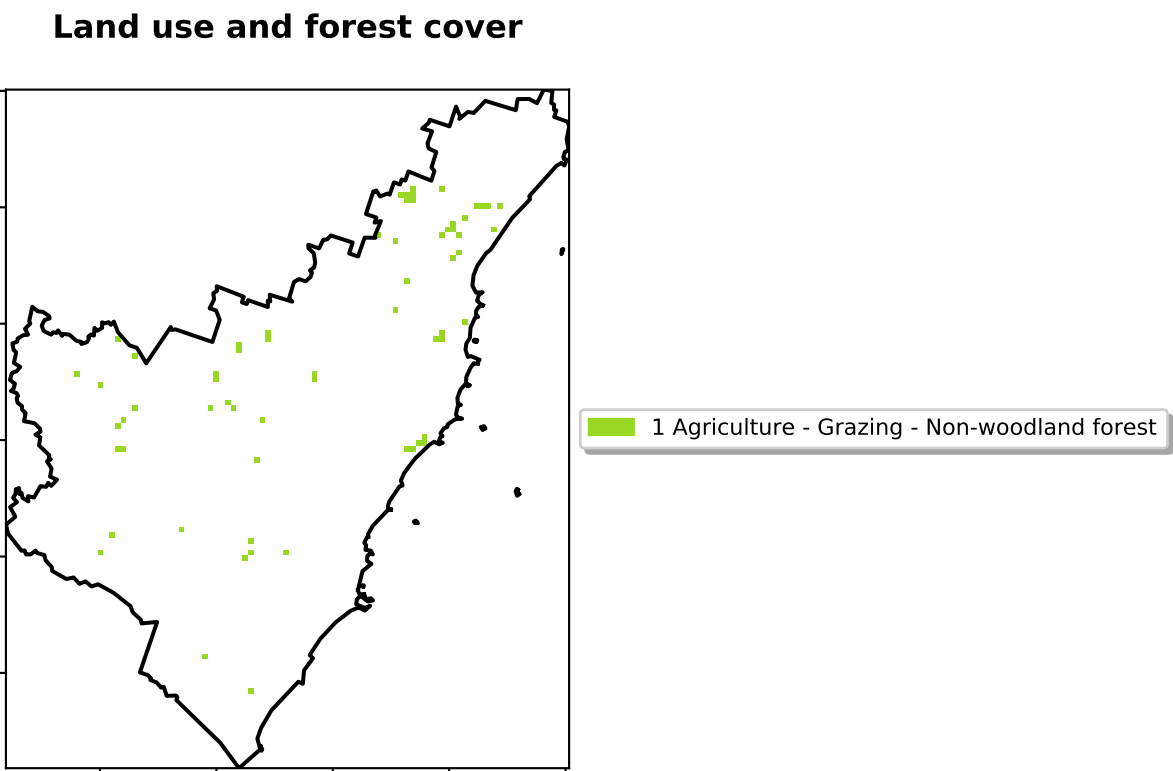 Land use and forest cover
1 Agriculture - Grazing - Non-woodland forest